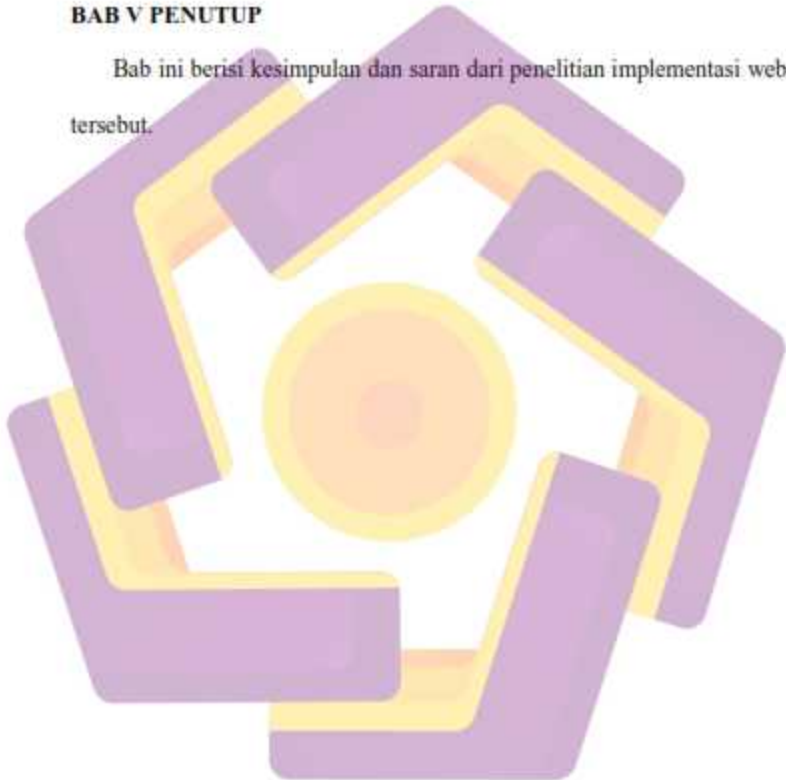 BAB V PENUTUP
Bab ini berisi kesimpulan dan saran dari penelitian implementasi web
tersebut.